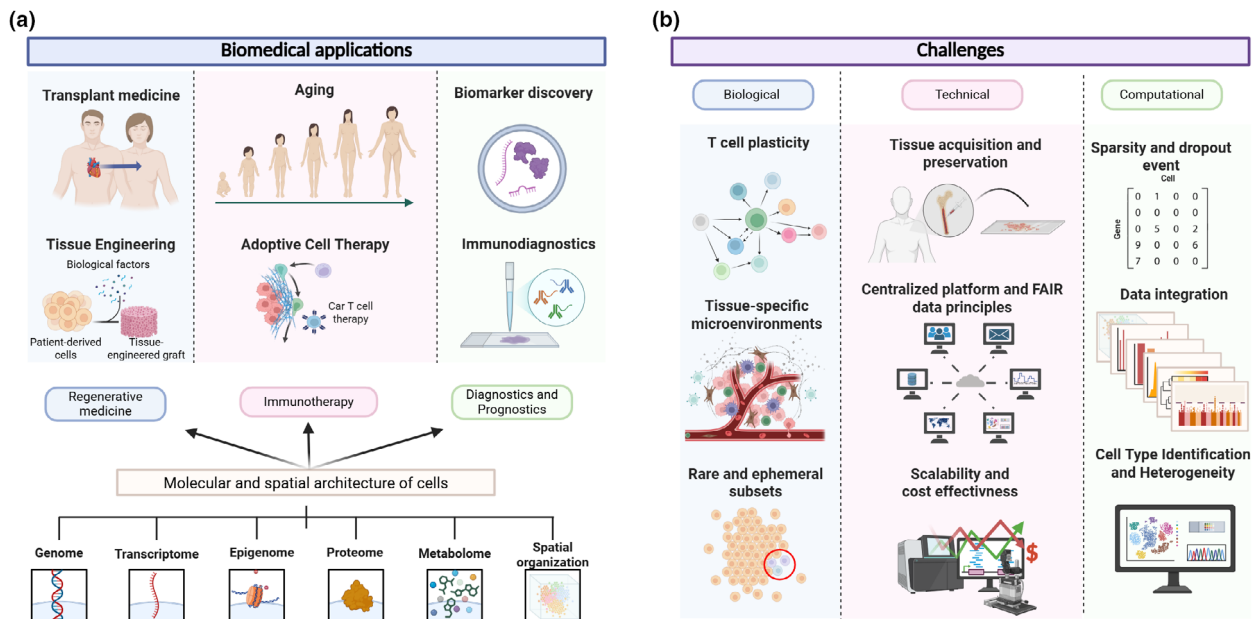 (a)
Biomedical applications
Transplant medicine
Tissue Engineering
Biological factors
Patient-derived
cells
Tissue-
engineered graft
Aging
Adoptive Cell Therapy
Car T cell
therapy
Biomarker discovery
Immunodiagnostics
Regenerative
medicine
Immunotherapy
Diagnostics and
Prognostics
Molecular and spatial architecture of cells
Genome
Transcriptome
Epigenome
Proteome
Metabolome
Spatial
organization
(b)
Challenges
Biological
T cell plasticity
Tissue-specific
microenvironments
Rare and ephemeral
subsets
Technical
Tissue acquisition and
preservation
Centralized platform and FAIR
data principles
Scalability and
cost effectivness
$
Computational
Sparsity and dropout
event
Cell
Gene
0 1 0 0
0 0 0 0
0 5 0 2
9 0 0 6
7 0 0 0
Data integration
Cell Type Identification
and Heterogeneity